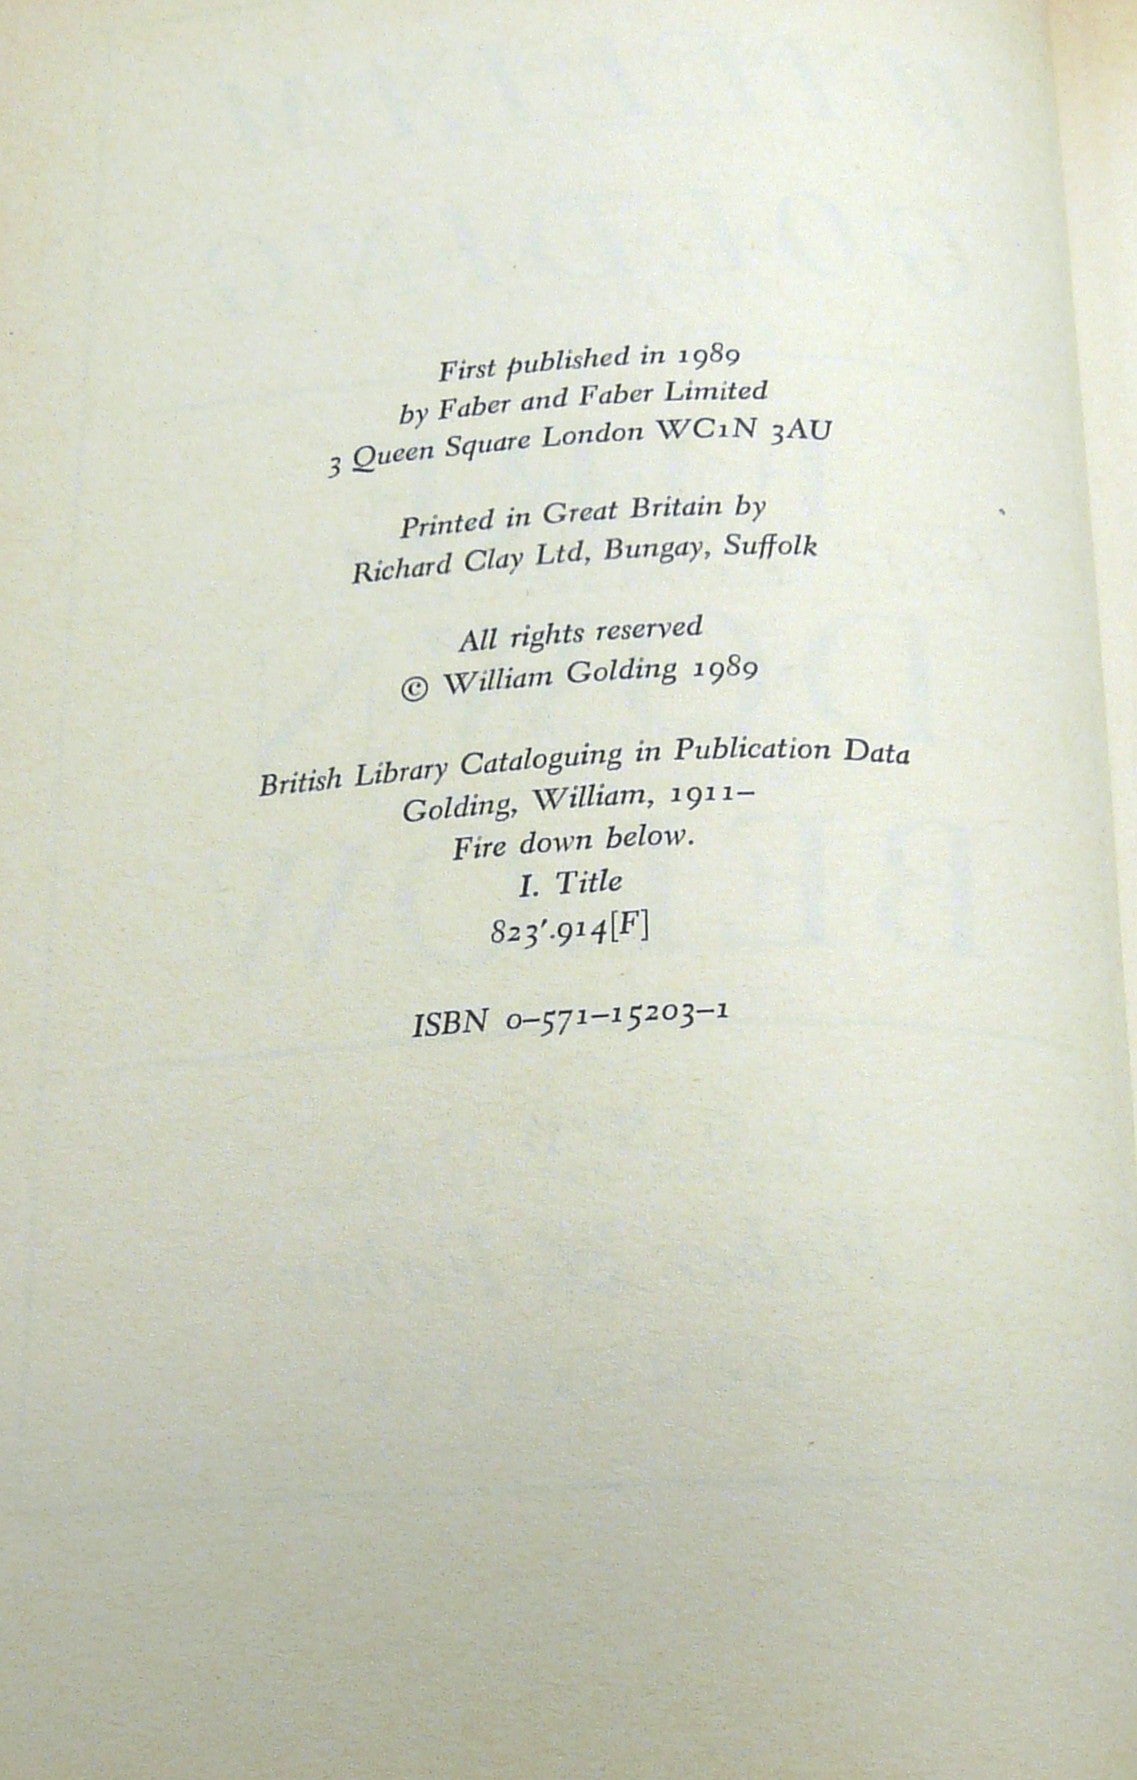 First published in 1989
by Faber and Faber Limited
3 Queen Square London WC1N 3AU
Printed in Great Britain by
Richard Clay Ltd, Bungay, Suffolk
All rights reserved
© William Golding 1989
British Library Cataloguing in Publication Data
Golding, William, 1911–
Fire down below.
I. Title
823'.914[F]
ISBN 0–571–15203–1